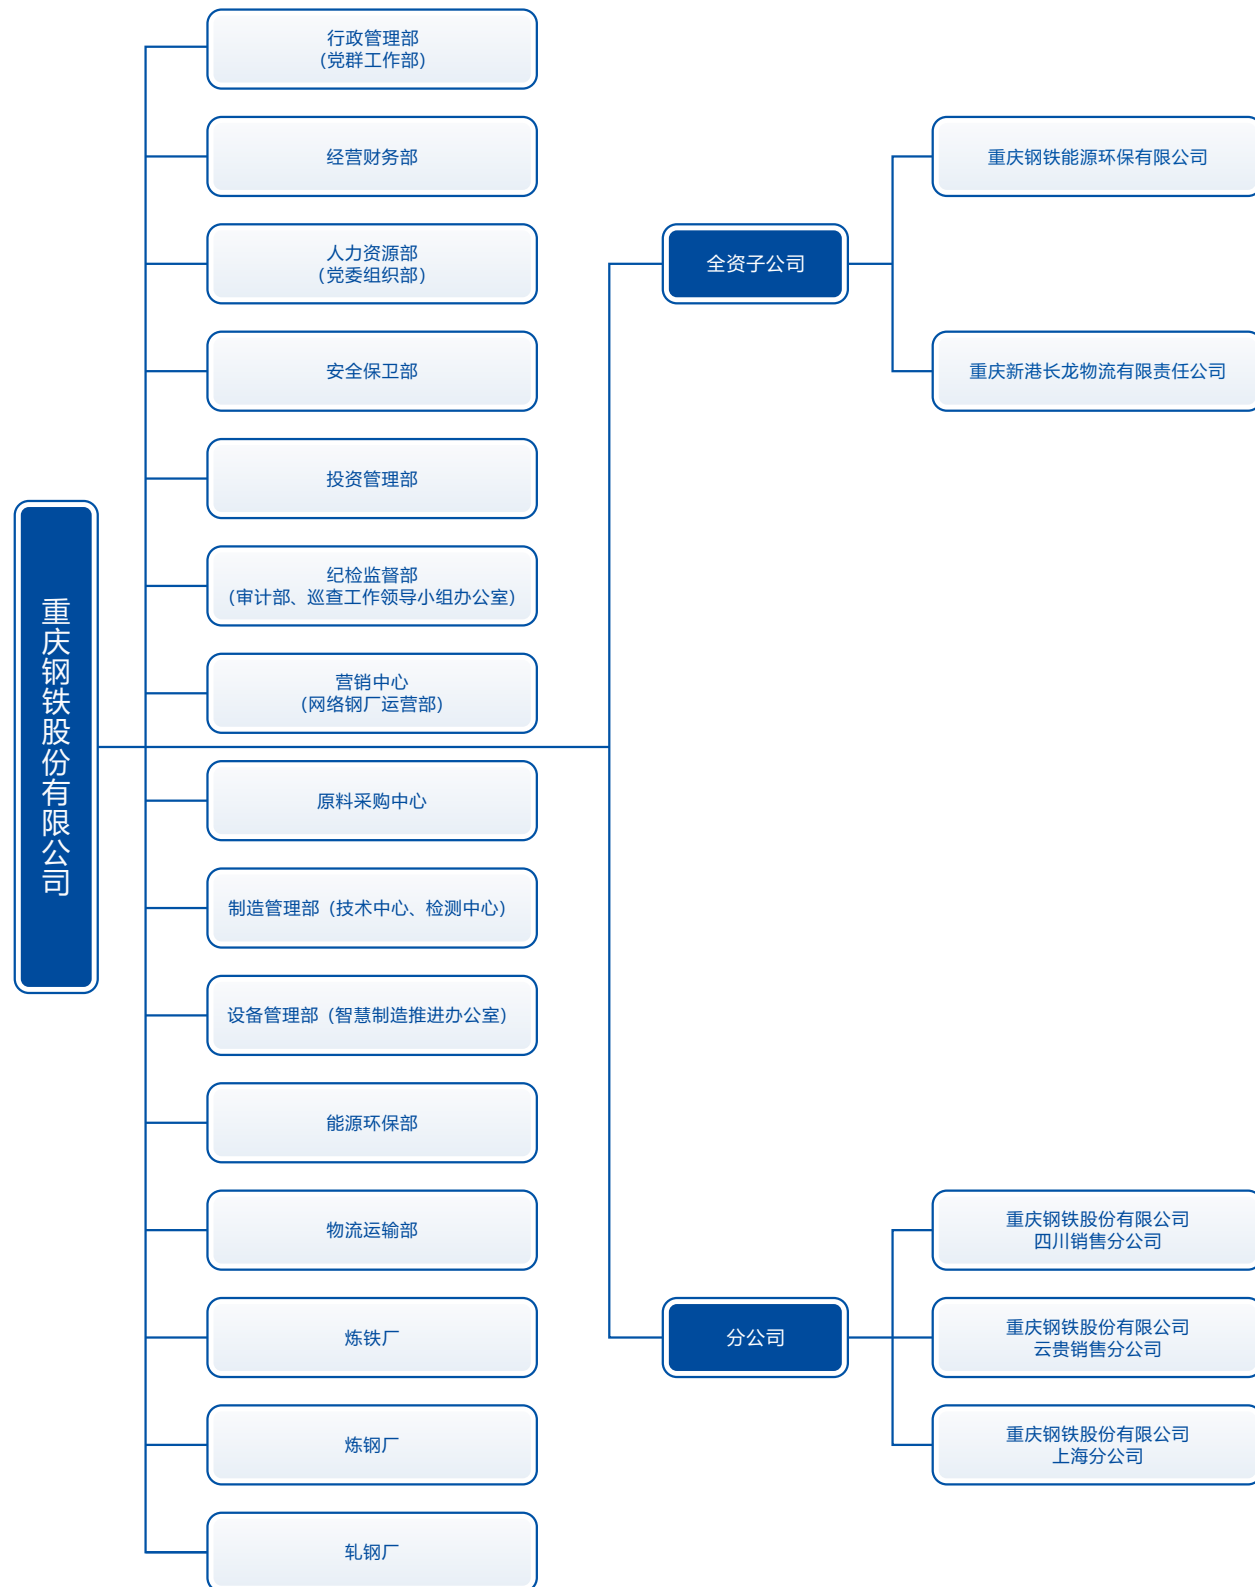 重庆钢铁股份有限公司
行政管理部
(党群工作部)
经营财务部
人力资源部
(党委组织部)
安全保卫部
投资管理部
纪检监督部
(审计部、巡查工作领导小组办公室)
营销中心
(网络钢厂运营部)
原料采购中心
制造管理部 (技术中心、检测中心)
设备管理部 (智慧制造推进办公室)
能源环保部
物流运输部
炼铁厂
炼钢厂
轧钢厂
全资子公司
重庆钢铁能源环保有限公司
重庆新港长龙物流有限责任公司
分公司
重庆钢铁股份有限公司
四川销售分公司
重庆钢铁股份有限公司
云贵销售分公司
重庆钢铁股份有限公司
上海分公司